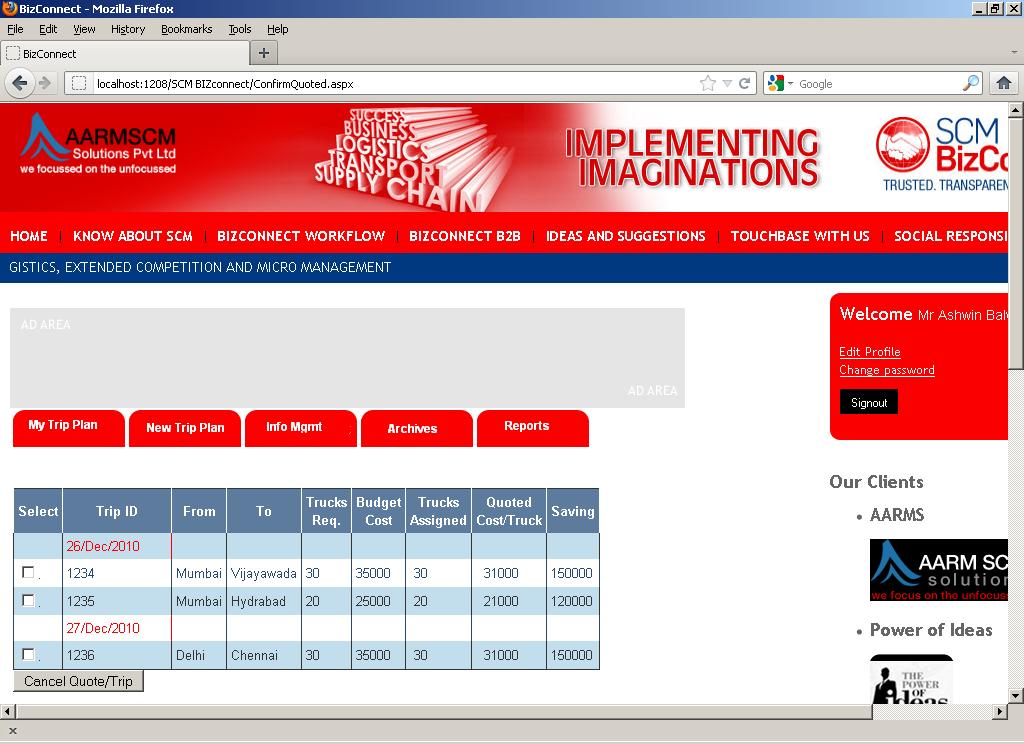 BizConnect - Mozilla Firefox
File Edit View History Bookmarks Tools Help
BizConnect
localhost:1208/SCM BIZconnect/ConfirmQuoted.aspx
Google
AARMSCM
Solutions Pvt Ltd
we focussed on the unfocussed
SUCCESS
BUSINESS
LOGISTICS
TRANSPORT
SUPPLY CHAIN
IMPLEMENTING
IMAGINATIONS
SCM
BizCo
TRUSTED. TRANSPAREN
HOME | KNOW ABOUT SCM | BIZCONNECT WORKFLOW | BIZCONNECT B2B | IDEAS AND SUGGESTIONS | TOUCHBASE WITH US | SOCIAL RESPONSI
GISTICS, EXTENDED COMPETITION AND MICRO MANAGEMENT
AD AREA
AD AREA
Welcome Mr Ashwin Bal
Edit Profile
Change password
Signout
My Trip Plan New Trip Plan Info Mgmt Archives Reports
Select Trip ID From To Trucks Req. Budget Cost Trucks Assigned Quoted Cost/Truck Saving
26/Dec/2010
. 1234 Mumbai Vijayawada 30 35000 30 31000 150000
. 1235 Mumbai Hydrabad 20 25000 20 21000 120000
27/Dec/2010
. 1236 Delhi Chennai 30 35000 30 31000 150000
Cancel Quote/Trip
Our Clients
• AARMS
AARM SC
solution
we focus on the unfocus
• Power of Ideas
THE
POWER
OF
Ideas